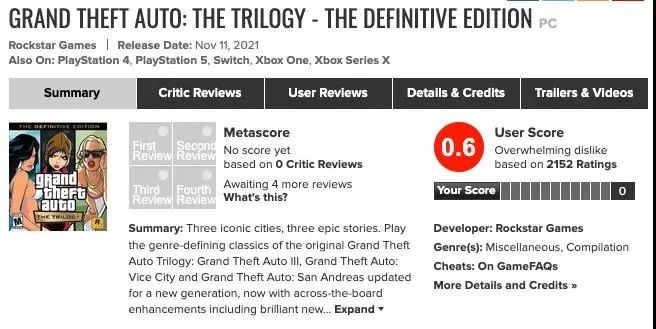 GRAND THEFT AUTO: THE TRILOGY - THE DEFINITIVE EDITION PC
Rockstar Games | Release Date: Nov 11, 2021
Also On: PlayStation 4, PlayStation 5, Switch, Xbox One, Xbox Series X
Summary
Critic Reviews
User Reviews
Details & Credits
Trailers & Videos
THE DEFINITIVE EDITION
grand
theft
auto
THE TRILOGY
M
R
First Review
Second Review
Third Review
Fourth Review
Metascore
No score yet
based on 0 Critic Reviews
Awaiting 4 more reviews
What's this?
0.6
User Score
Overwhelming dislike
based on 2152 Ratings
Your Score
0
Summary: Three iconic cities, three epic stories. Play
the genre-defining classics of the original Grand Theft
Auto Trilogy: Grand Theft Auto III, Grand Theft Auto:
Vice City and Grand Theft Auto: San Andreas updated
for a new generation, now with across-the-board
enhancements including brilliant new... Expand
Developer: Rockstar Games
Genre(s): Miscellaneous, Compilation
Cheats: On GameFAQs
More Details and Credits »